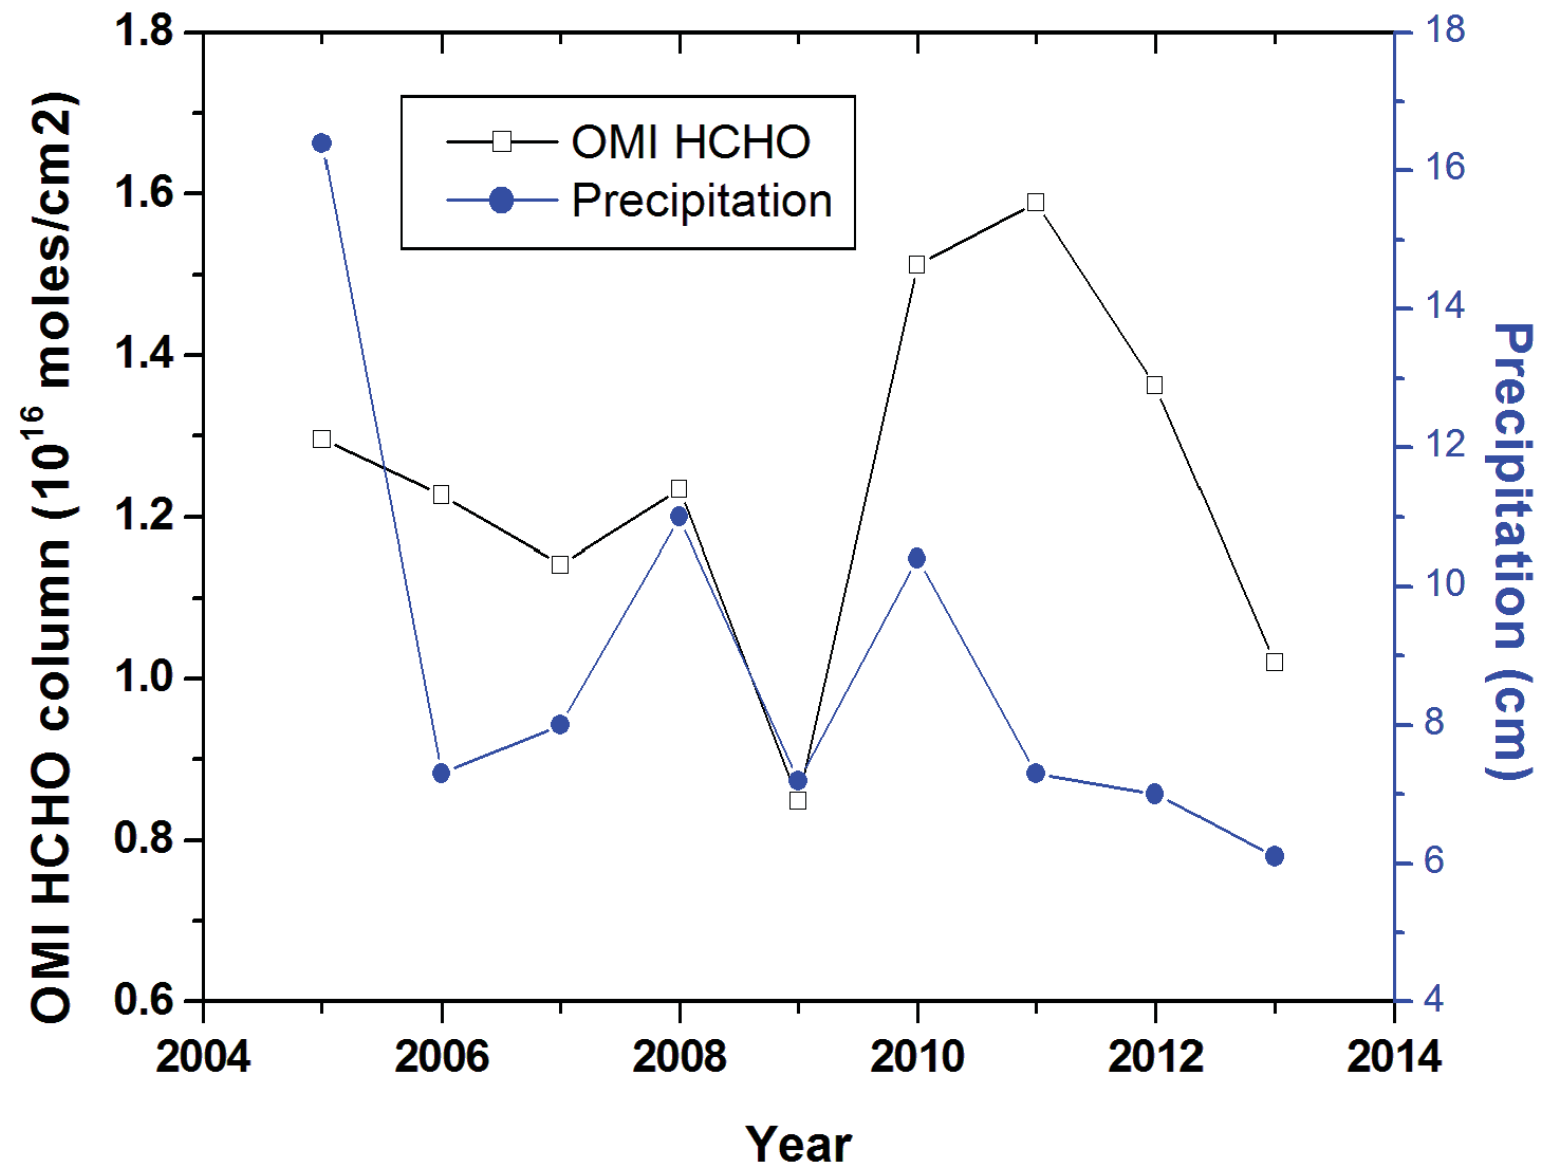 OMI HCHO column (10^16 moles/cm2)
1.8
1.6
1.4
1.2
1.0
0.8
0.6
OMI HCHO
Precipitation
18
16
14
12
10
8
6
4
Precipitation (cm)
2004 2006 2008 2010 2012 2014
Year